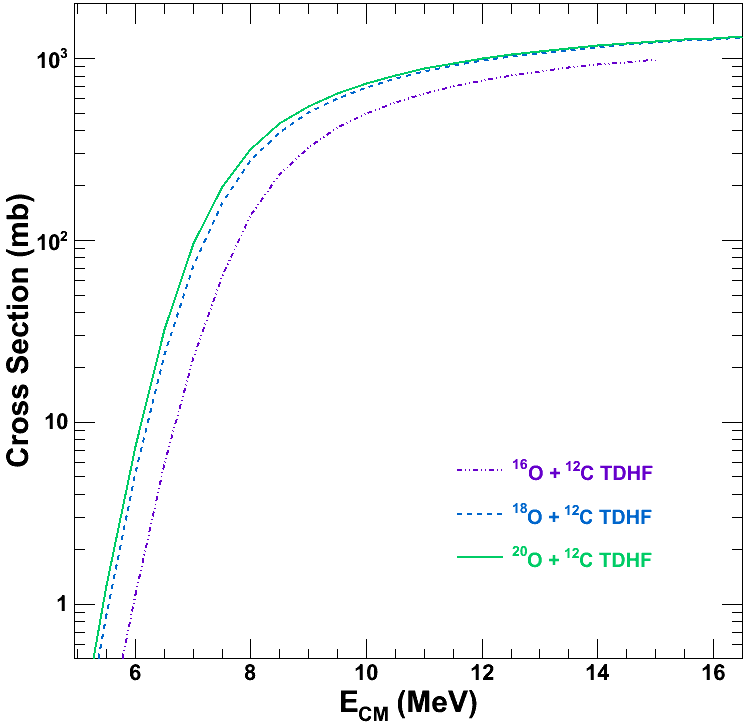 10³
10²
10
1
Cross Section (mb)
¹⁶O + ¹²C TDHF
¹⁸O + ¹²C TDHF
²⁰O + ¹²C TDHF
6 8 10 12 14 16
E_CM (MeV)